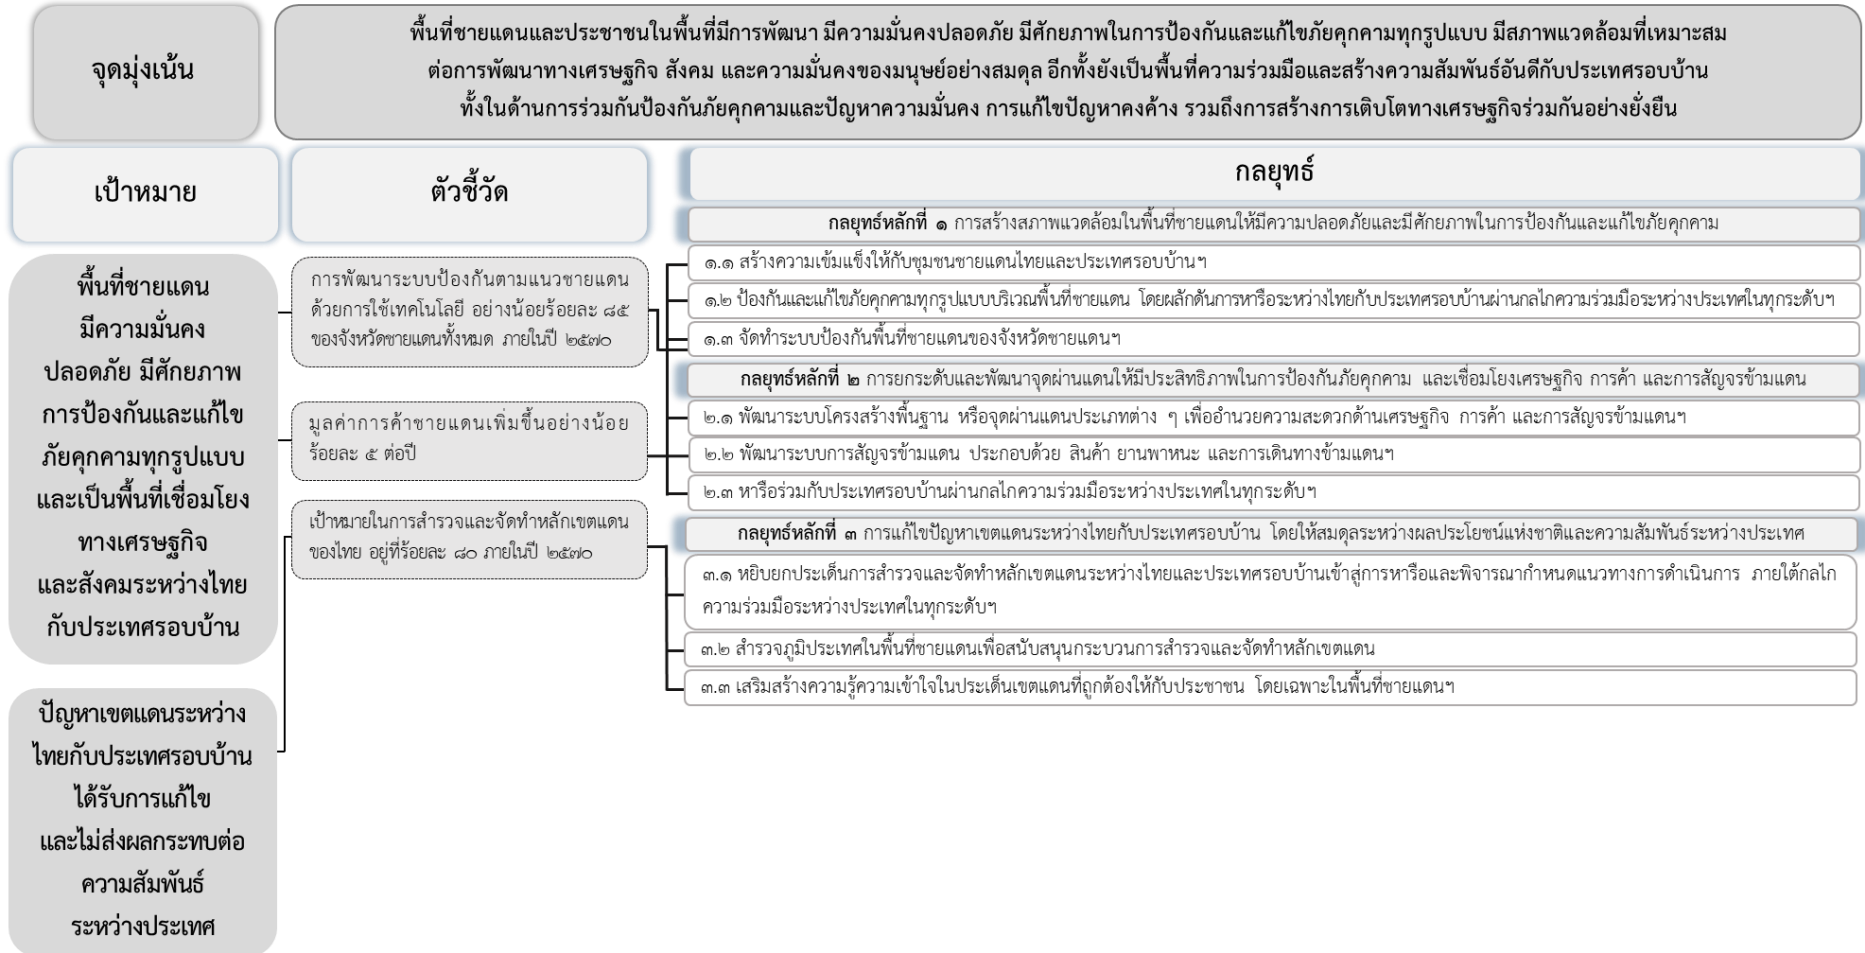 จุดมุ่งเน้น
พื้นที่ชายแดนและประชาชนในพื้นที่มีการพัฒนา มีความมั่นคงปลอดภัย มีศักยภาพในการป้องกันและแก้ไขภัยคุกคามทุกรูปแบบ มีสภาพแวดล้อมที่เหมาะสม
ต่อการพัฒนาทางเศรษฐกิจ สังคม และความมั่นคงของมนุษย์อย่างสมดุล อีกทั้งยังเป็นพื้นที่ความร่วมมือและสร้างความสัมพันธ์อันดีกับประเทศรอบบ้าน
ทั้งในด้านการร่วมกันป้องกันภัยคุกคามและปัญหาความมั่นคง การแก้ไขปัญหาคงค้าง รวมถึงการสร้างการเติบโตทางเศรษฐกิจร่วมกันอย่างยั่งยืน
เป้าหมาย
พื้นที่ชายแดน
มีความมั่นคง
ปลอดภัย มีศักยภาพ
การป้องกันและแก้ไข
ภัยคุกคามทุกรูปแบบ
และเป็นพื้นที่เชื่อมโยง
ทางเศรษฐกิจ
และสังคมระหว่างไทย
กับประเทศรอบบ้าน
ปัญหาเขตแดนระหว่าง
ไทยกับประเทศรอบบ้าน
ได้รับการแก้ไข
และไม่ส่งผลกระทบต่อ
ความสัมพันธ์
ระหว่างประเทศ
ตัวชี้วัด
การพัฒนาระบบป้องกันตามแนวชายแดน
ด้วยการใช้เทคโนโลยี อย่างน้อยร้อยละ ๘๕
ของจังหวัดชายแดนทั้งหมด ภายในปี ๒๕๗๐
มูลค่าการค้าชายแดนเพิ่มขึ้นอย่างน้อย
ร้อยละ ๕ ต่อปี
เป้าหมายในการสำรวจและจัดทำหลักเขตแดน
ของไทย อยู่ที่ร้อยละ ๘๐ ภายในปี ๒๕๗๐
กลยุทธ์
กลยุทธ์หลักที่ ๑ การสร้างสภาพแวดล้อมในพื้นที่ชายแดนให้มีความปลอดภัยและมีศักยภาพในการป้องกันและแก้ไขภัยคุกคาม
๑.๑ สร้างความเข้มแข็งให้กับชุมชนชายแดนไทยและประเทศรอบบ้านฯ
๑.๒ ป้องกันและแก้ไขภัยคุกคามทุกรูปแบบบริเวณพื้นที่ชายแดน โดยผลักดันการหารือระหว่างไทยกับประเทศรอบบ้านผ่านกลไกความร่วมมือระหว่างประเทศในทุกระดับฯ
๑.๓ จัดทำระบบป้องกันพื้นที่ชายแดนของจังหวัดชายแดนฯ
กลยุทธ์หลักที่ ๒ การยกระดับและพัฒนาจุดผ่านแดนให้มีประสิทธิภาพในการป้องกันภัยคุกคาม และเชื่อมโยงเศรษฐกิจ การค้า และการสัญจรข้ามแดน
๒.๑ พัฒนาระบบโครงสร้างพื้นฐาน หรือจุดผ่านแดนประเภทต่าง ๆ เพื่ออำนวยความสะดวกด้านเศรษฐกิจ การค้า และการสัญจรข้ามแดนฯ
๒.๒ พัฒนาระบบการสัญจรข้ามแดน ประกอบด้วย สินค้า ยานพาหนะ และการเดินทางข้ามแดนฯ
๒.๓ หารือร่วมกับประเทศรอบบ้านผ่านกลไกความร่วมมือระหว่างประเทศในทุกระดับฯ
กลยุทธ์หลักที่ ๓ การแก้ไขปัญหาเขตแดนระหว่างไทยกับประเทศรอบบ้าน โดยให้สมดุลระหว่างผลประโยชน์แห่งชาติและความสัมพันธ์ระหว่างประเทศ
๓.๑ หยิบยกประเด็นการสำรวจและจัดทำหลักเขตแดนระหว่างไทยและประเทศรอบบ้านเข้าสู่การหารือและพิจารณากำหนดแนวทางการดำเนินการ ภายใต้กลไก
ความร่วมมือระหว่างประเทศในทุกระดับฯ
๓.๒ สำรวจภูมิประเทศในพื้นที่ชายแดนเพื่อสนับสนุนกระบวนการสำรวจและจัดทำหลักเขตแดน
๓.๓ เสริมสร้างความรู้ความเข้าใจในประเด็นเขตแดนที่ถูกต้องให้กับประชาชน โดยเฉพาะในพื้นที่ชายแดนฯ